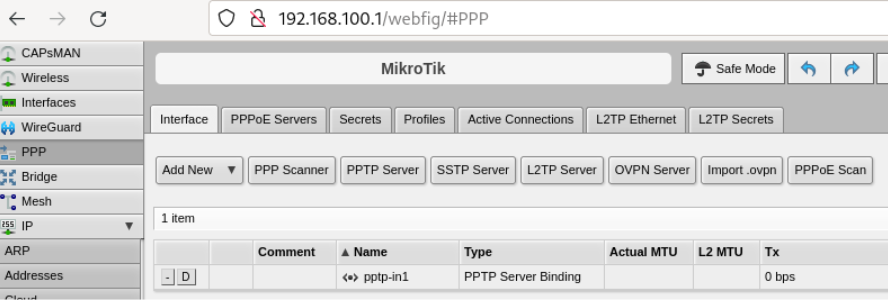 192.168.100.1/webfig/#PPP
CAPsMAN
Wireless
Interfaces
WireGuard
PPP
Bridge
Mesh
255 IP ▼
ARP
Addresses
Cloud
MikroTik
Safe Mode
Interface PPPoE Servers Secrets Profiles Active Connections L2TP Ethernet L2TP Secrets
Add New ▼ PPP Scanner PPTP Server SSTP Server L2TP Server OVPN Server Import .ovpn PPPoE Scan
1 item
Comment ▲ Name Type Actual MTU L2 MTU Tx
- D pptp-in1 PPTP Server Binding 0 bps